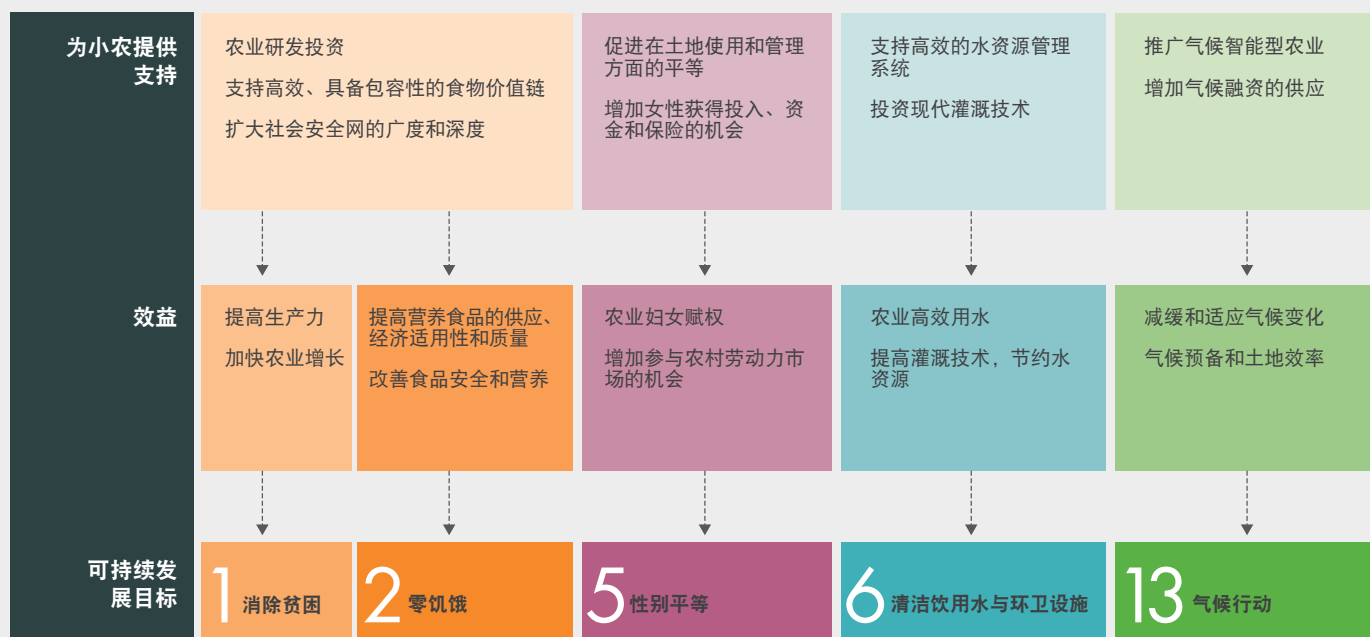 为小农提供
支持
农业研发投资
支持高效、具备包容性的食物价值链
扩大社会安全网的广度和深度
促进在土地使用和管理
方面的平等
增加女性获得投入、资
金和保险的机会
支持高效的水资源管理
系统
投资现代灌溉技术
推广气候智能型农业
增加气候融资的供应
效益
提高生产力
加快农业增长
提高营养食品的供应、
经济适用性和质量
改善食品安全和营养
农业妇女赋权
增加参与农村劳动力市
场的机会
农业高效用水
提高灌溉技术，节约水
资源
减缓和适应气候变化
气候预备和土地效率
可持续发
展目标
1 消除贫困
2 零饥饿
5 性别平等
6 清洁饮用水与环卫设施
13 气候行动